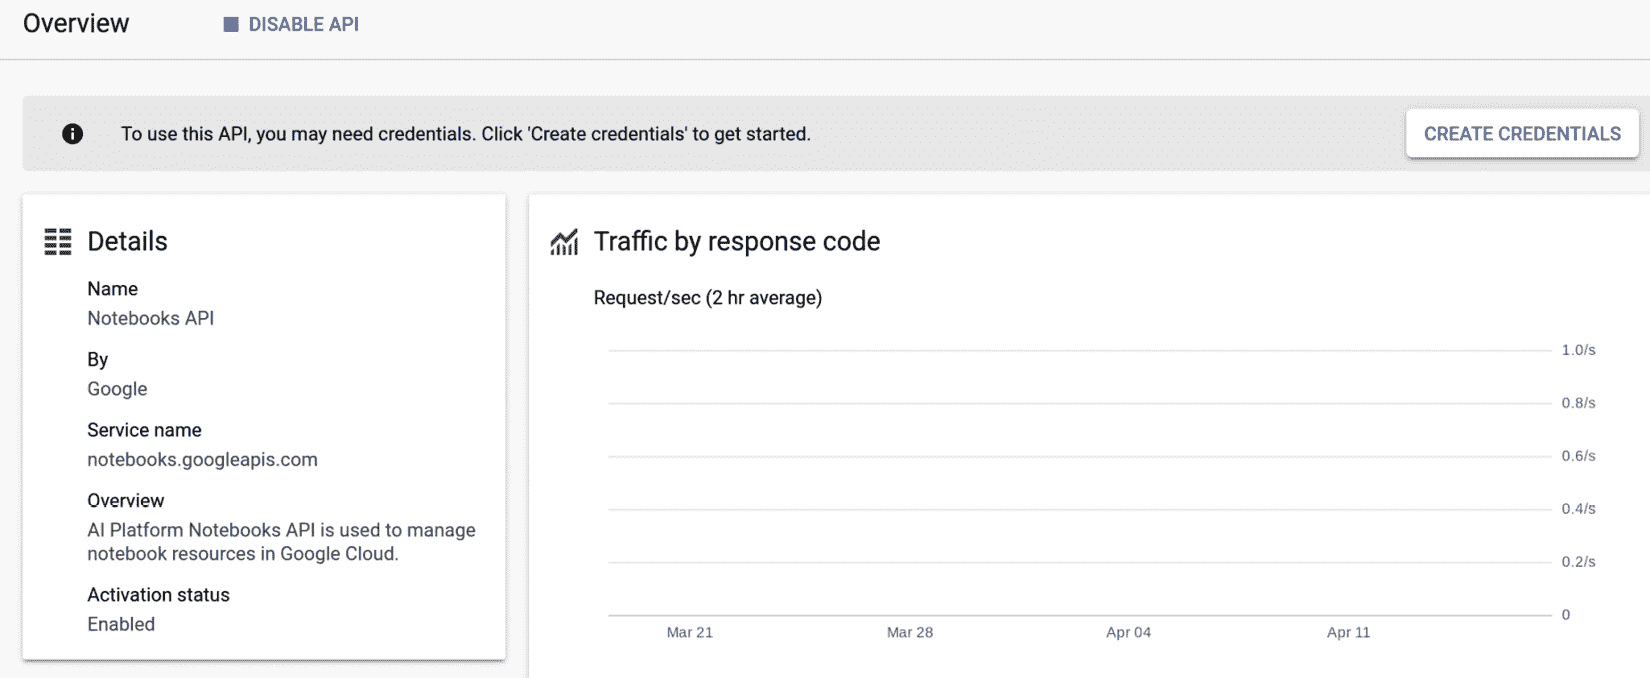 Overview
DISABLE API
To use this API, you may need credentials. Click 'Create credentials' to get started.
CREATE CREDENTIALS
Details
Name
Notebooks API
By
Google
Service name
notebooks.googleapis.com
Overview
AI Platform Notebooks API is used to manage
notebook resources in Google Cloud.
Activation status
Enabled
Traffic by response code
Request/sec (2 hr average)
1.0/s
0.8/s
0.6/s
0.4/s
0.2/s
0
Mar 21
Mar 28
Apr 04
Apr 11